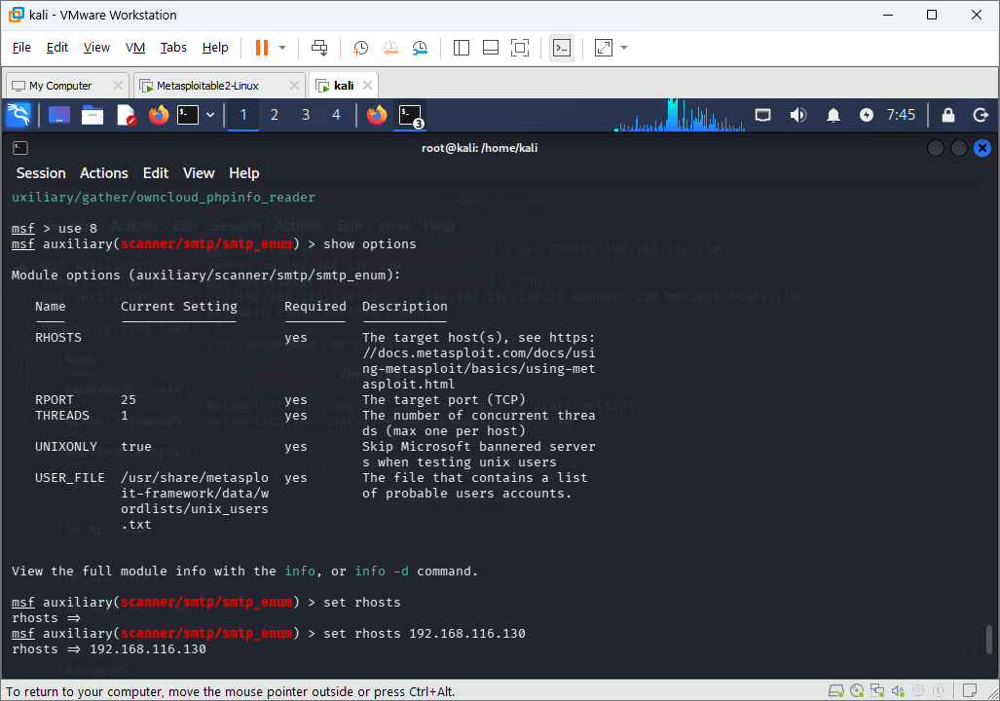 kali - VMware Workstation
File Edit View VM Tabs Help
My Computer Metasploitable2-Linux kali
1 2 3 4 3 7:45
root@kali: /home/kali
Session Actions Edit View Help
uxiliary/gather/owncloud_phpinfo_reader
msf > use 8
msf auxiliary(scanner/smtp/smtp_enum) > show options
Module options (auxiliary/scanner/smtp/smtp_enum):
Name Current Setting Required Description
RHOSTS yes The target host(s), see https:
//docs.metasploit.com/docs/usi
ng-metasploit/basics/using-met
asploit.html
RPORT 25 yes The target port (TCP)
THREADS 1 yes The number of concurrent threa
ds (max one per host)
UNIXONLY true yes Skip Microsoft bannered server
s when testing unix users
USER_FILE /usr/share/metasplo yes The file that contains a list
it-framework/data/w of probable users accounts.
ordlists/unix_users
.txt
View the full module info with the info, or info -d command.
msf auxiliary(scanner/smtp/smtp_enum) > set rhosts
rhosts =>
msf auxiliary(scanner/smtp/smtp_enum) > set rhosts 192.168.116.130
rhosts => 192.168.116.130
To return to your computer, move the mouse pointer outside or press Ctrl+Alt.